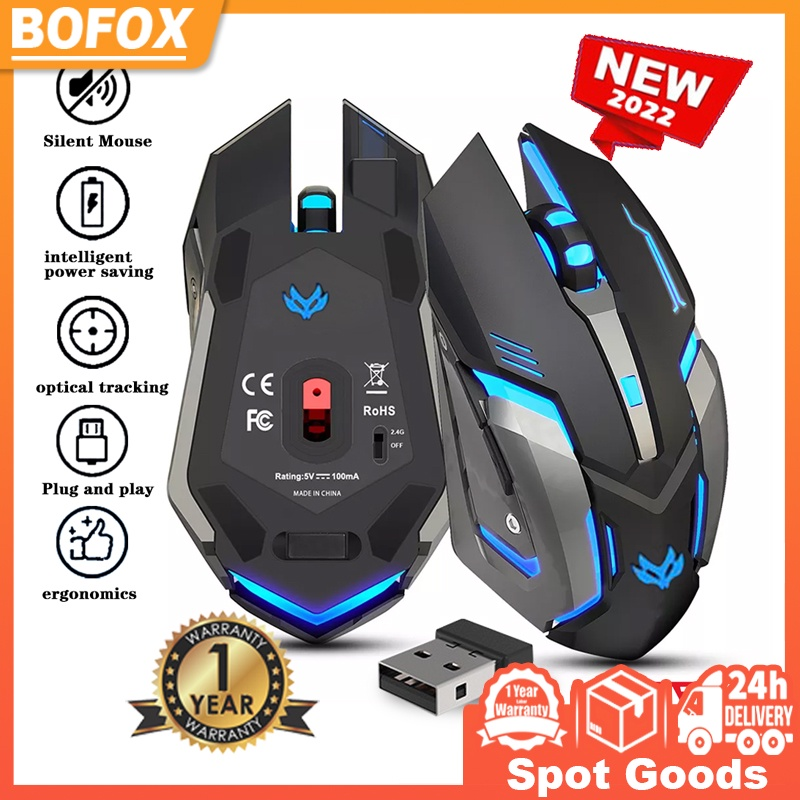 BOFOX
NEW
2022
Silent Mouse
intelligent
power saving
optical tracking
Plug and play
ergonomics
CE
FC
RoHS
2.4G
OFF
Rating:5V 100mA
MADE IN CHINA
WARRANTY
1
YEAR
WARRANTY
1 Year
Warranty
24h
DELIVERY
Spot Goods